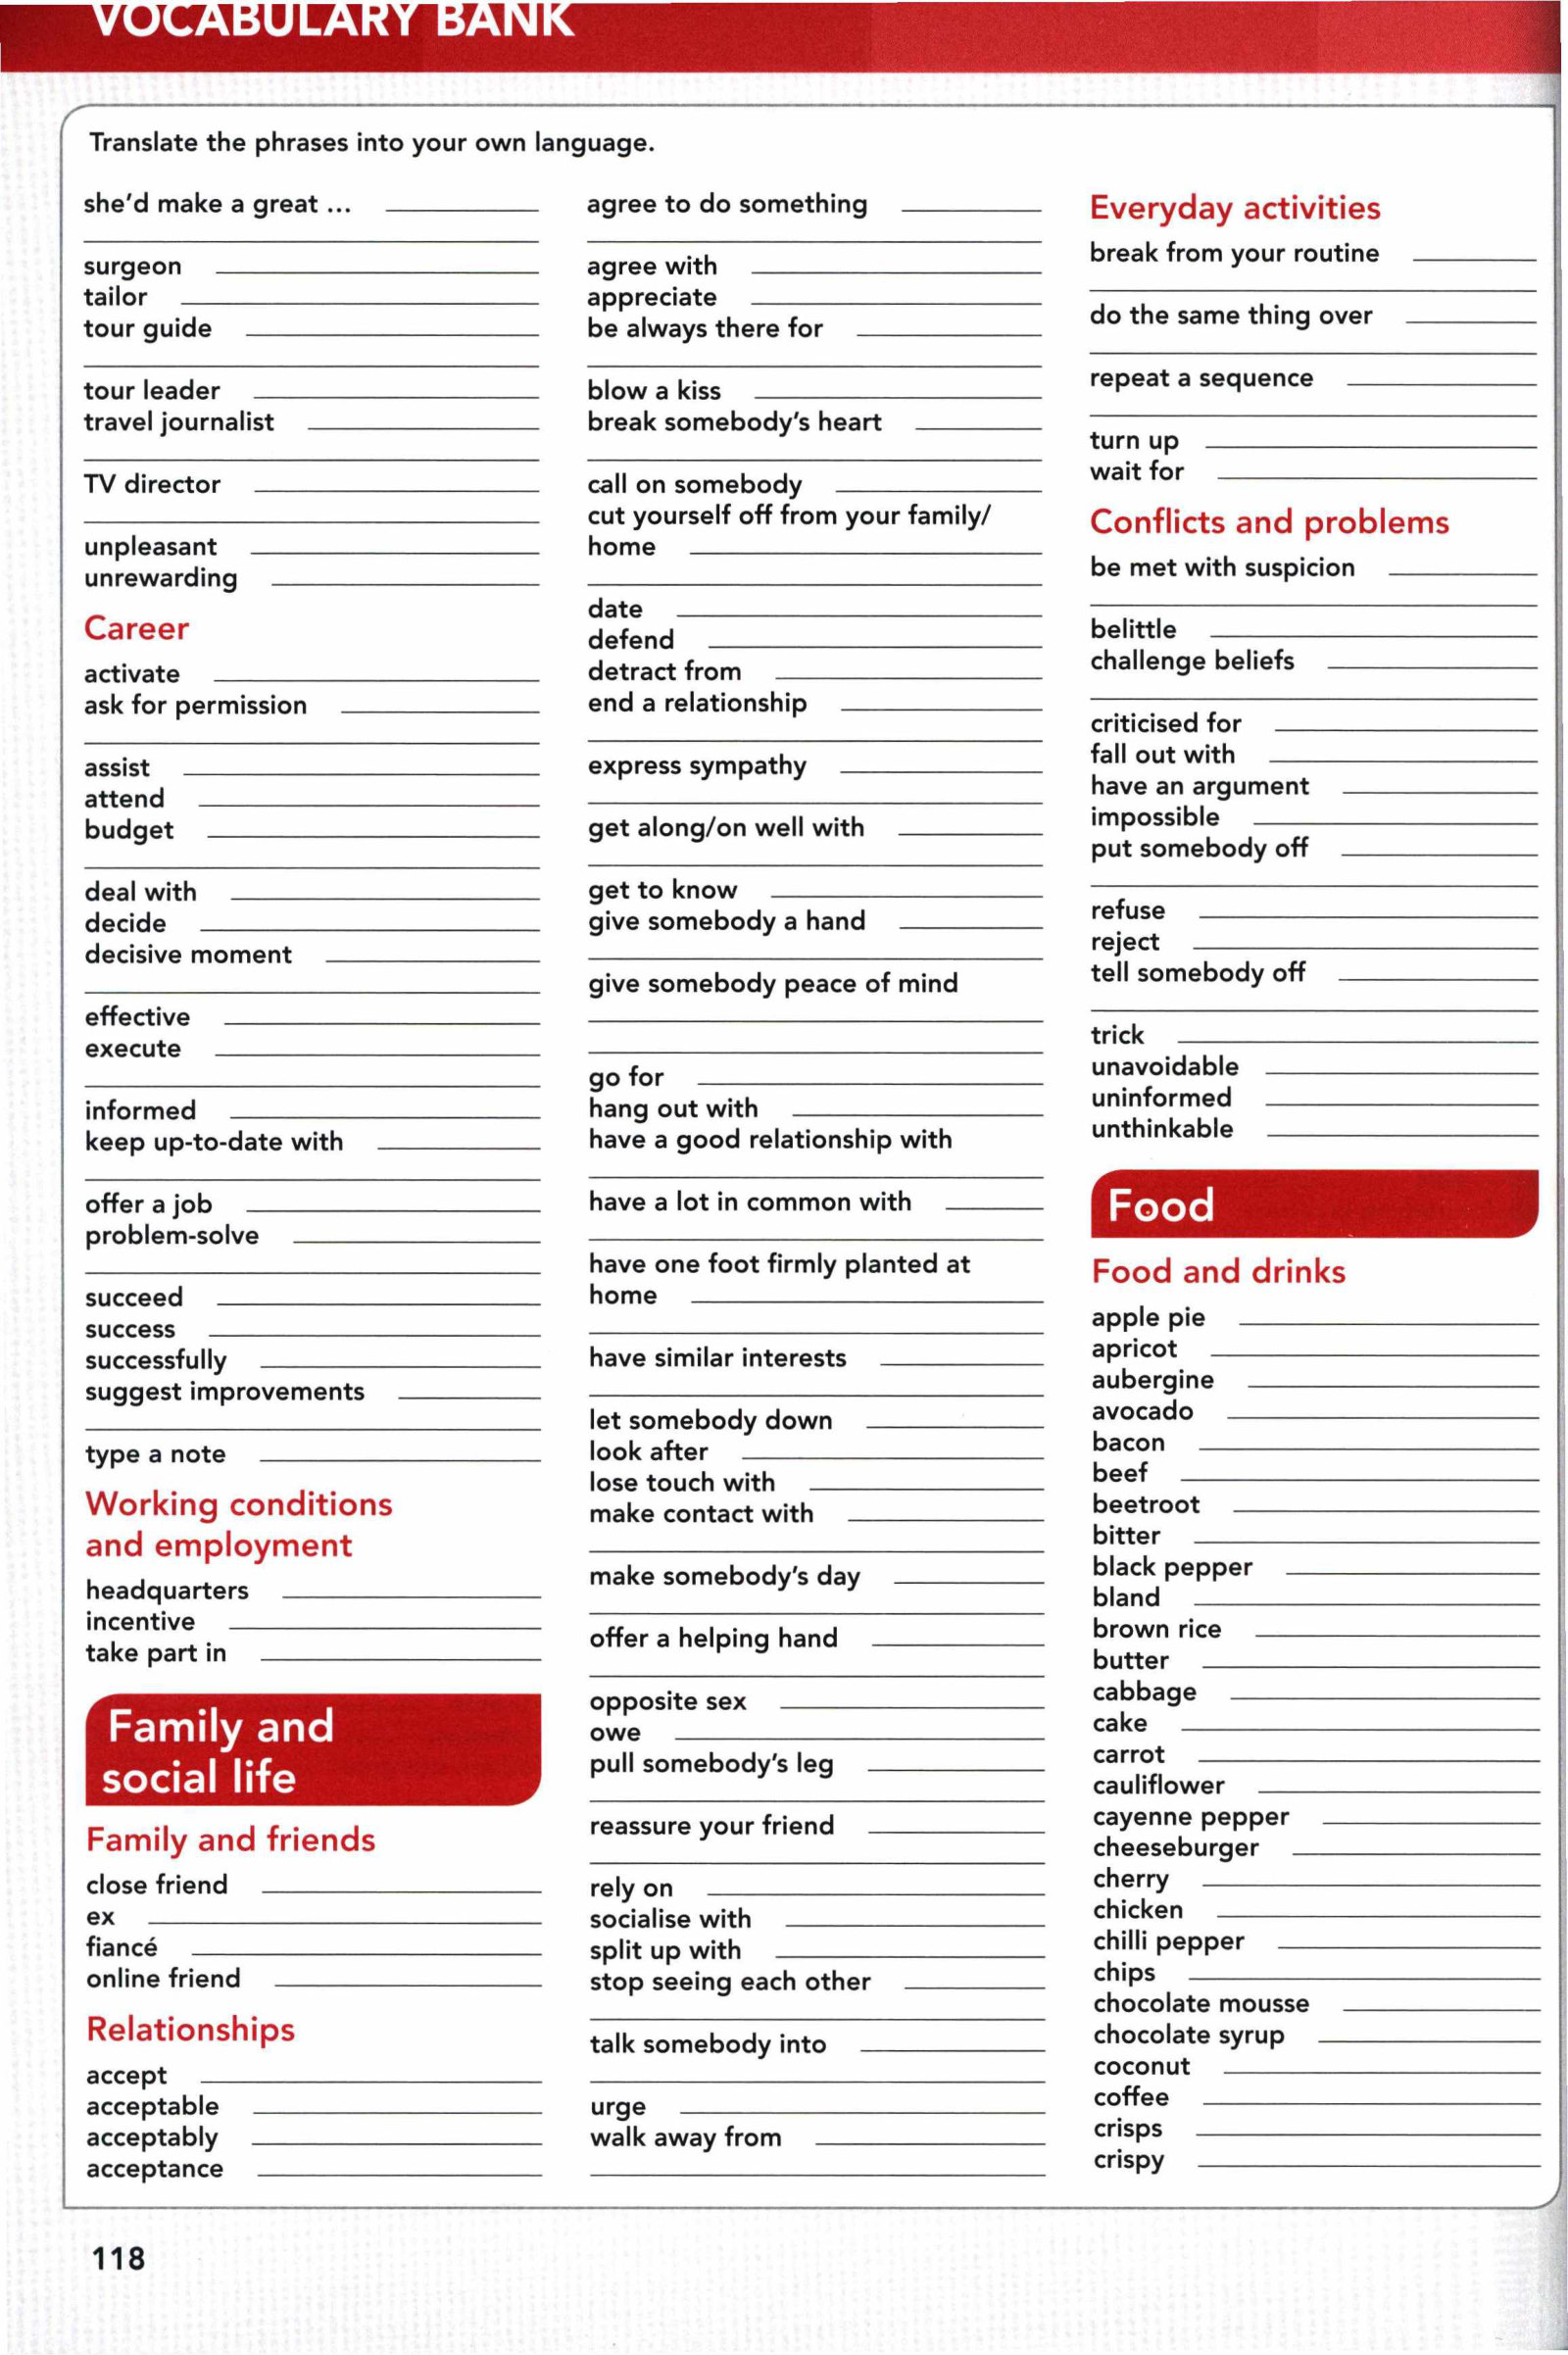 VOCABULARY BANK
Translate the phrases into your own language.
she'd make a great ...
surgeon
tailor
tour guide
tour leader
travel journalist
TV director
unpleasant
unrewarding
Career
activate
ask for permission
assist
attend
budget
deal with
decide
decisive moment
effective
execute
informed
keep up-to-date with
offer a job
problem-solve
succeed
success
successfully
suggest improvements
type a note
Working conditions
and employment
headquarters
incentive
take part in
Family and
social life
Family and friends
close friend
ex
fiancé
online friend
Relationships
accept
acceptable
acceptably
acceptance
agree to do something
agree with
appreciate
be always there for
blow a kiss
break somebody's heart
call on somebody
cut yourself off from your family/
home
date
defend
detract from
end a relationship
express sympathy
get along/on well with
get to know
give somebody a hand
give somebody peace of mind
go for
hang out with
have a good relationship with
have a lot in common with
have one foot firmly planted at
home
have similar interests
let somebody down
look after
lose touch with
make contact with
make somebody's day
offer a helping hand
opposite sex
owe
pull somebody's leg
reassure your friend
rely on
socialise with
split up with
stop seeing each other
talk somebody into
urge
walk away from
Everyday activities
break from your routine
do the same thing over
repeat a sequence
turn up
wait for
Conflicts and problems
be met with suspicion
belittle
challenge beliefs
criticised for
fall out with
have an argument
impossible
put somebody off
refuse
reject
tell somebody off
trick
unavoidable
uninformed
unthinkable
Food
Food and drinks
apple pie
apricot
aubergine
avocado
bacon
beef
beetroot
bitter
black pepper
bland
brown rice
butter
cabbage
cake
carrot
cauliflower
cayenne pepper
cheeseburger
cherry
chicken
chilli pepper
chips
chocolate mousse
chocolate syrup
coconut
coffee
crisps
crispy
118